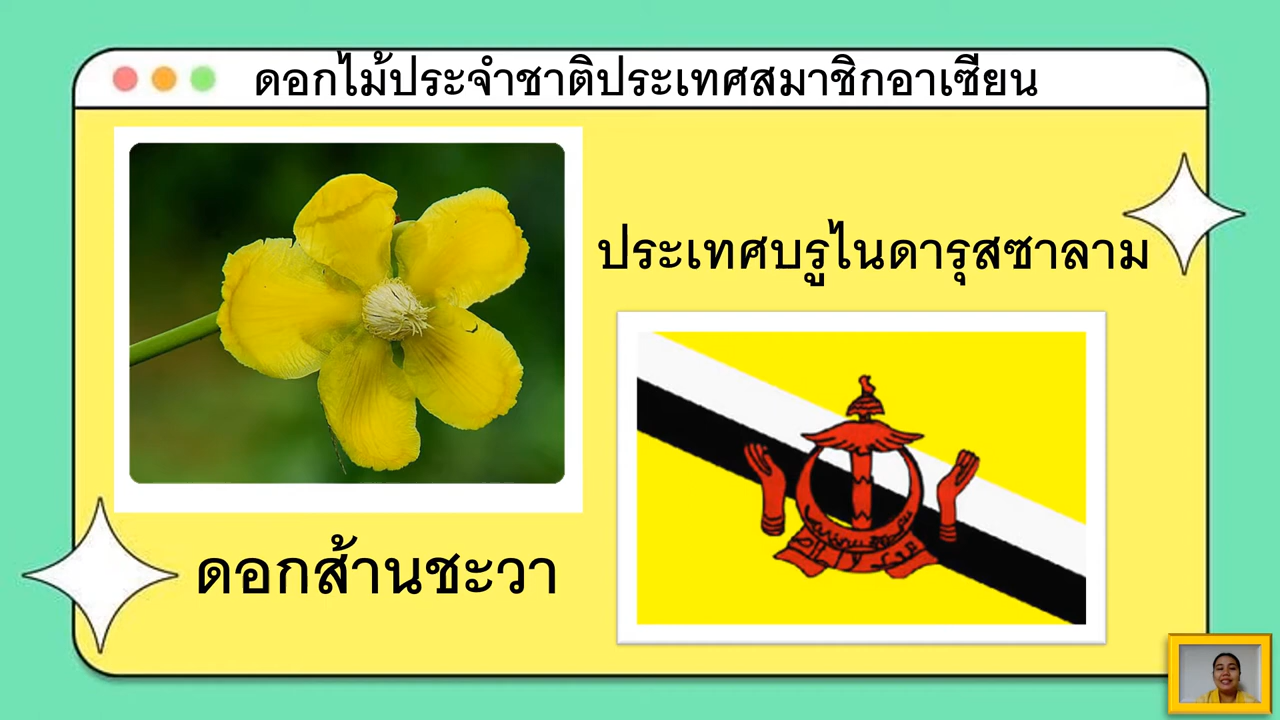 ดอกไม้ประจำชาติประเทศสมาชิกอาเซียน
ประเทศบรูไนดารุสซาลาม
ดอกส้านชะวา